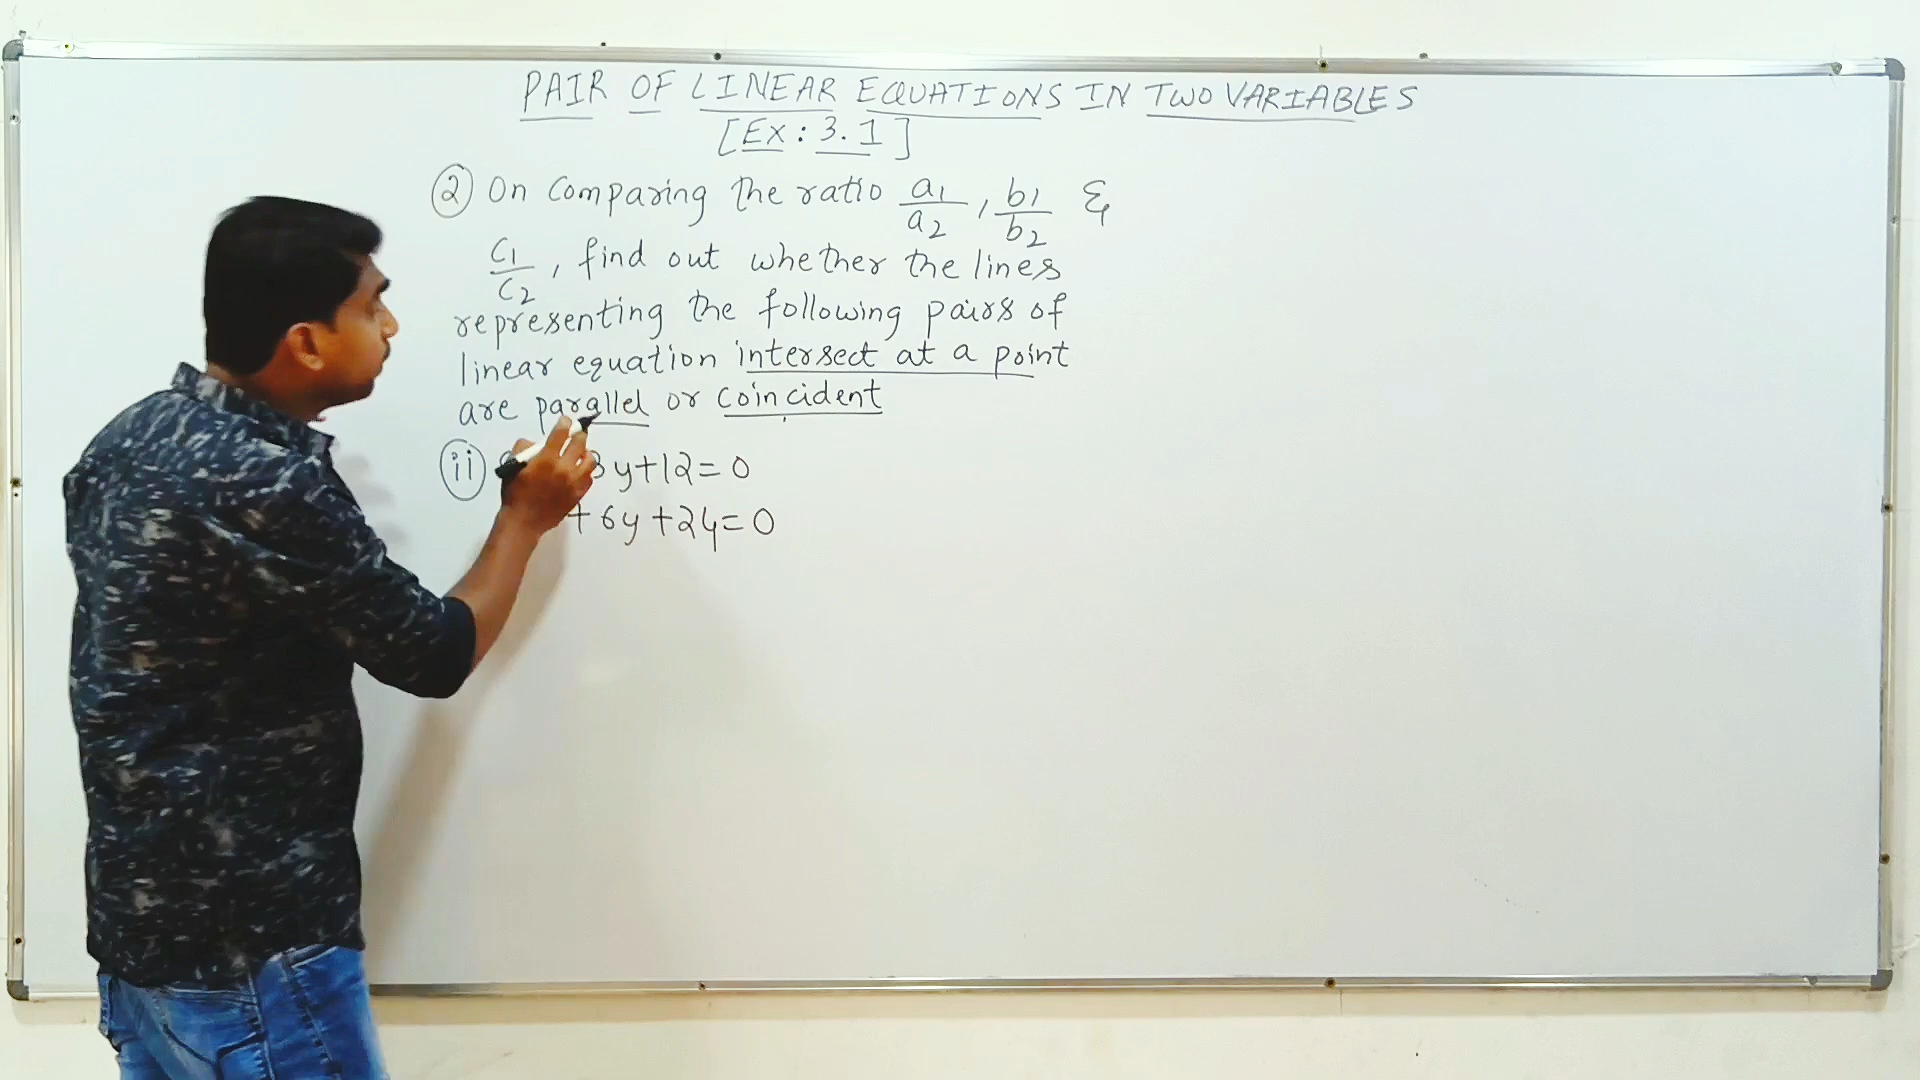 PAIR OF LINEAR EQUATIONS IN TWO VARIABLES
[EX: 3.1]
② On comparing the ratio a1/a2, b1/b2 &
c1/c2, find out whether the lines
representing the following pairs of
linear equation intersect at a point
are parallel or coincident
ii 3y+12=0
+6y+24=0